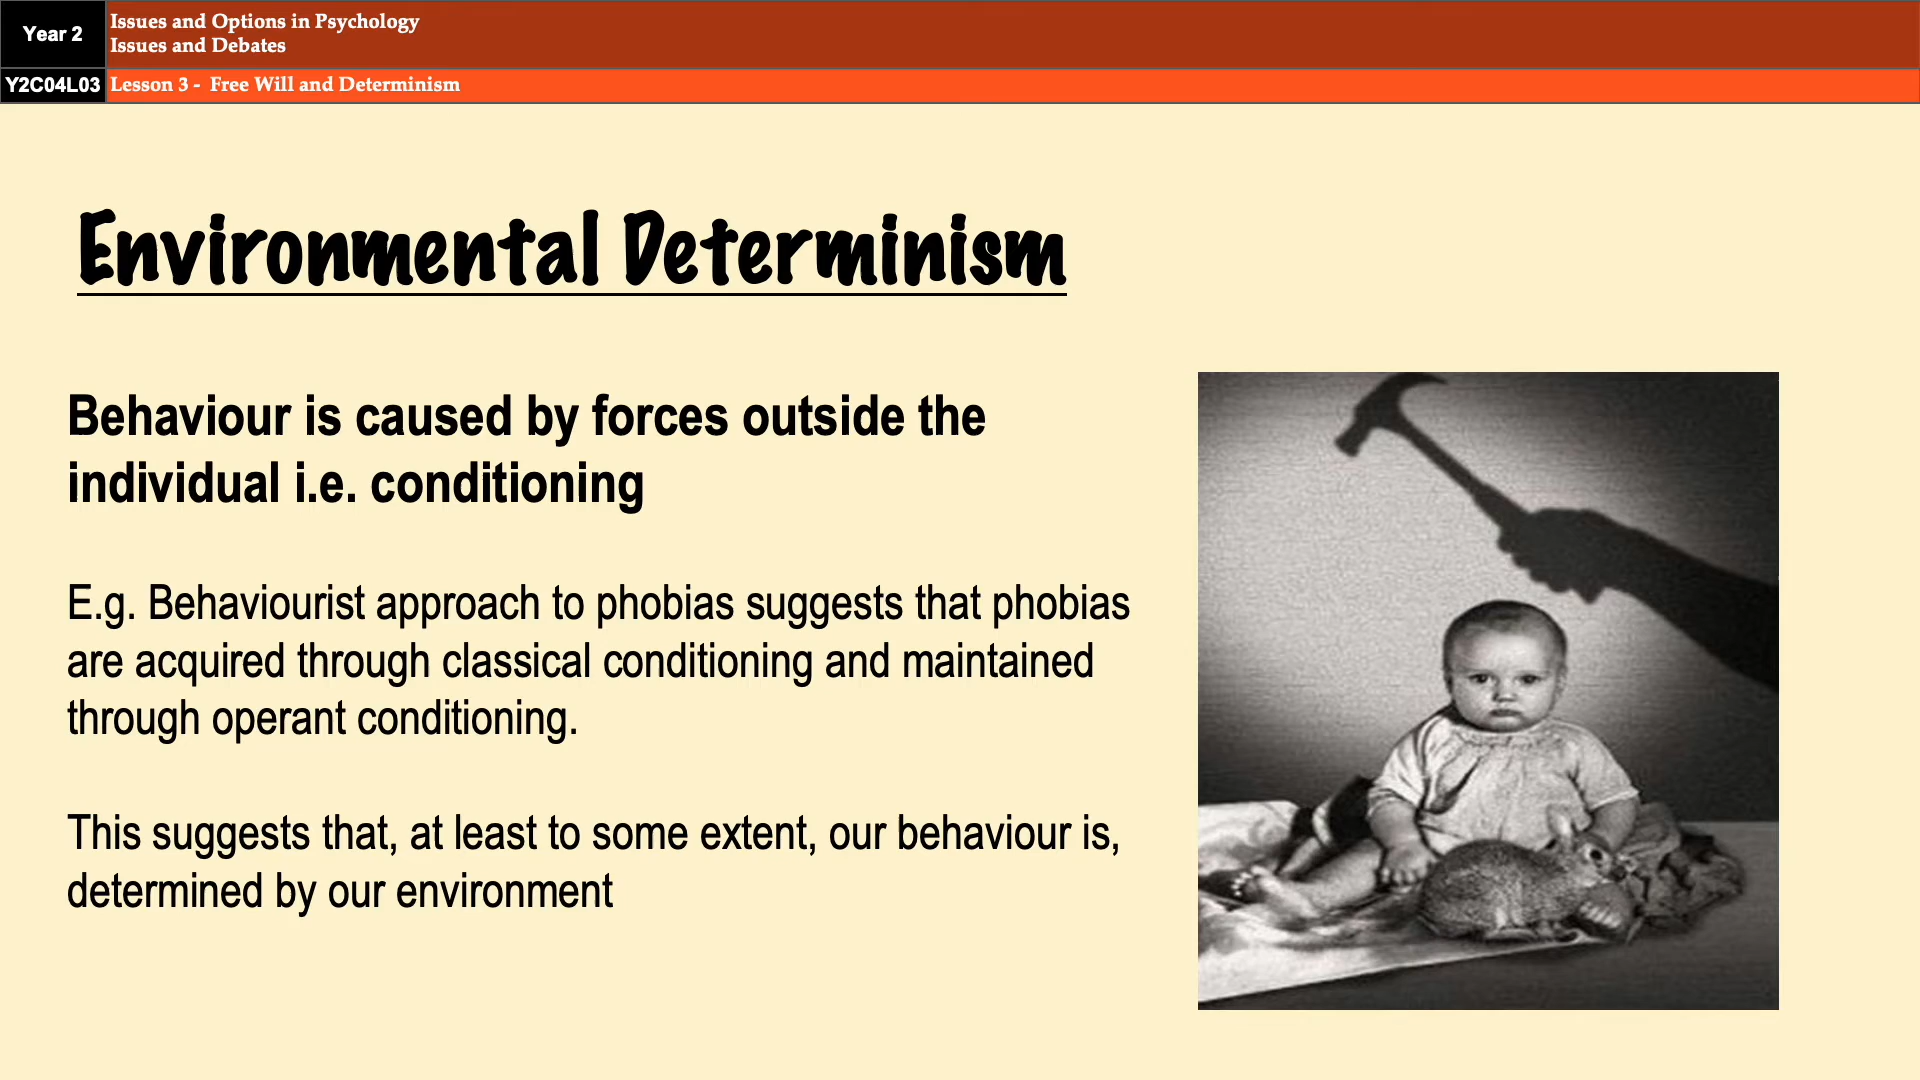 Year 2
Issues and Options in Psychology
Issues and Debates
Y2C04L03
Lesson 3 - Free Will and Determinism
Environmental Determinism
Behaviour is caused by forces outside the
individual i.e. conditioning
E.g. Behaviourist approach to phobias suggests that phobias
are acquired through classical conditioning and maintained
through operant conditioning.
This suggests that, at least to some extent, our behaviour is,
determined by our environment